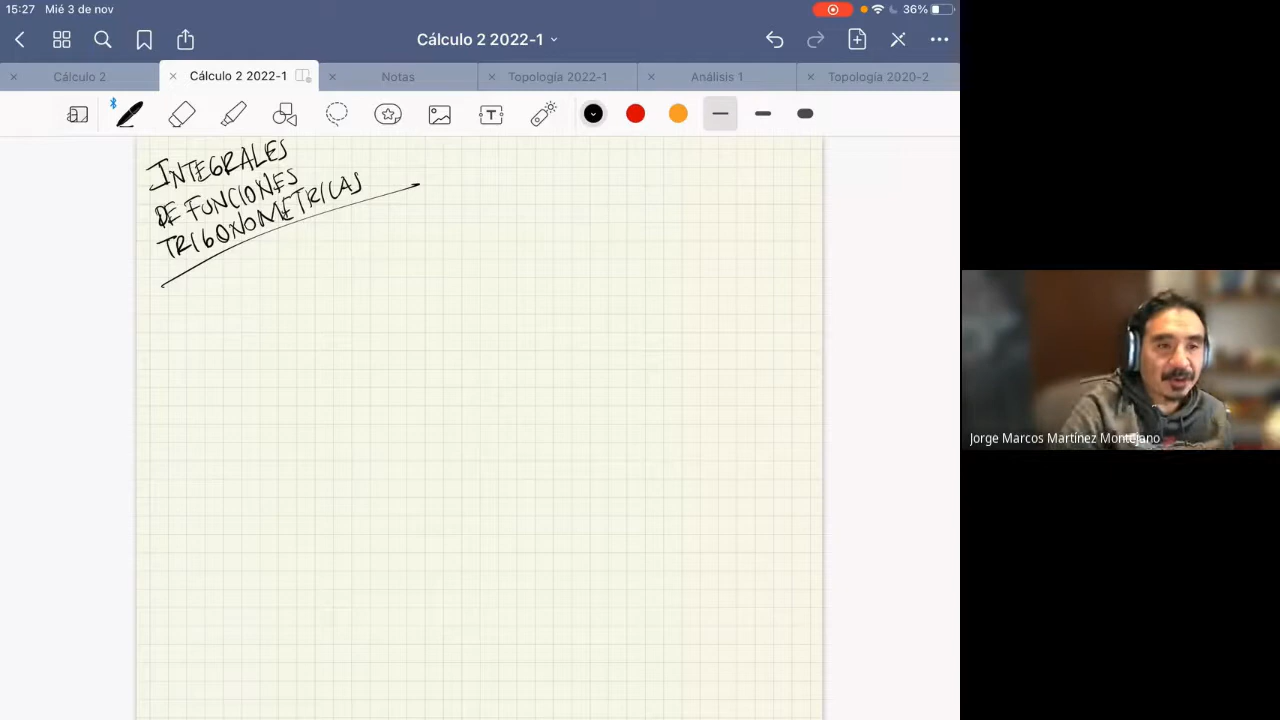 15:27 Mié 3 de nov 36%
Cálculo 2 2022-1
Cálculo 2
Cálculo 2 2022-1
Notas
Topología 2022-1
Análisis 1
Topología 2020-2
T
INTEGRALES
DE FUNCIONES
TRIGONOMETRICAS
Jorge Marcos Martínez Montejano